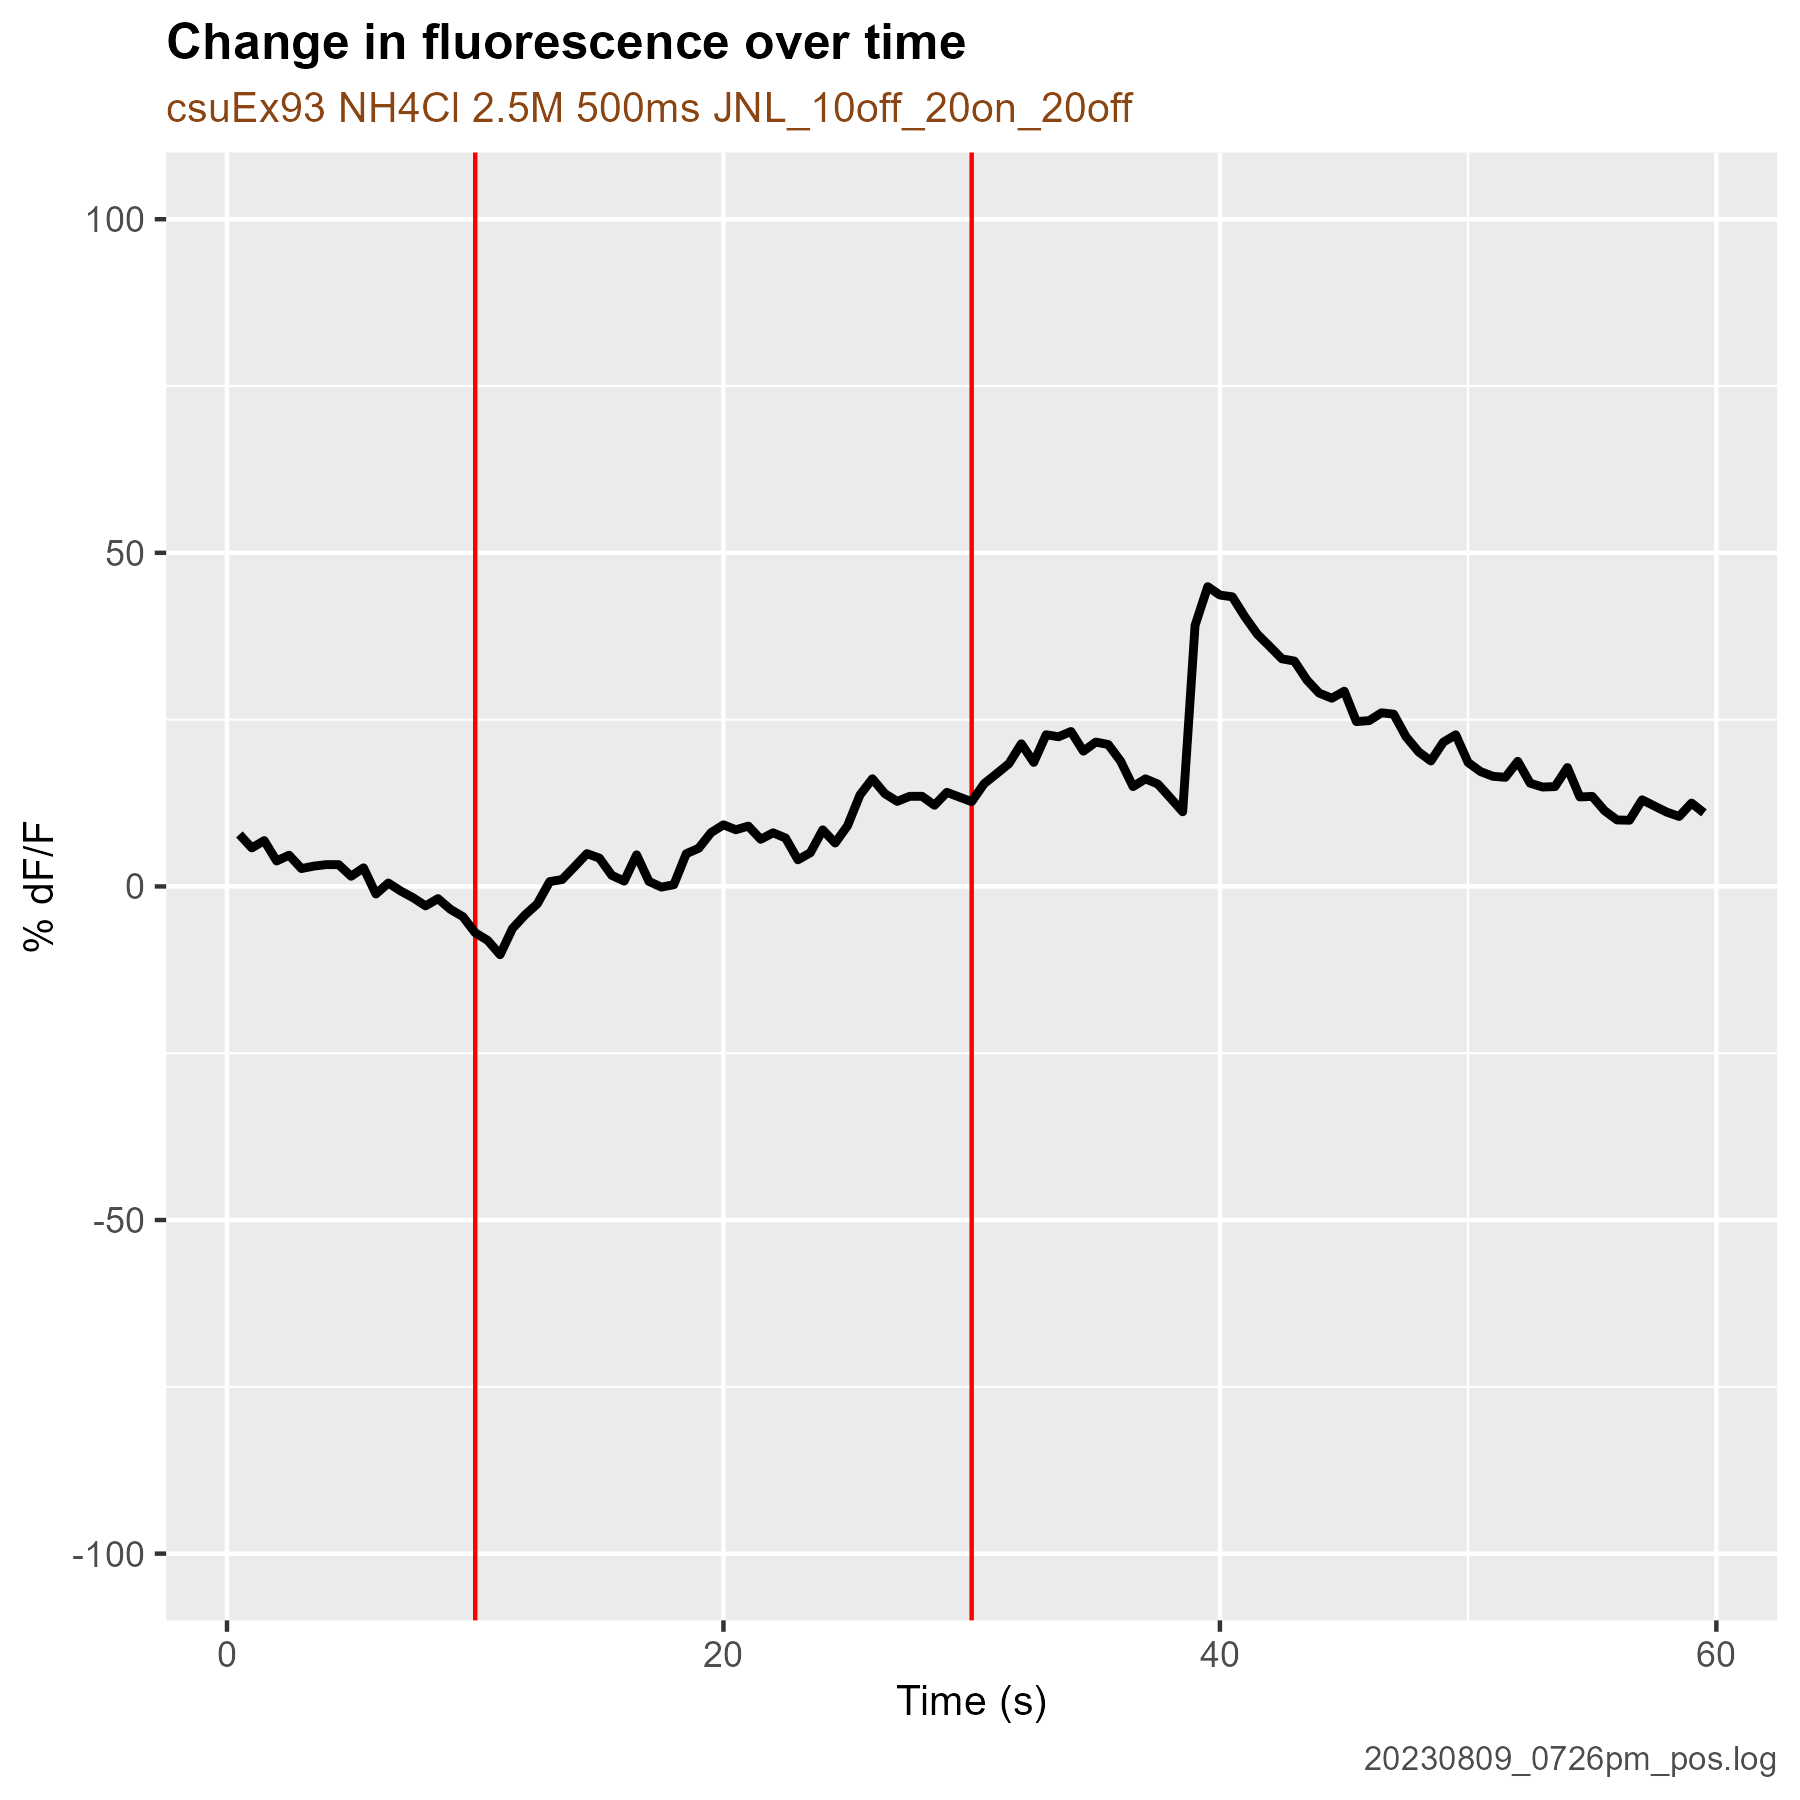 Change in fluorescence over time
csuEx93 NH4Cl 2.5M 500ms JNL_10off_20on_20off
100
50
0
-50
-100
% dF/F
0 20 40 60
Time (s)
20230809_0726pm_pos.log